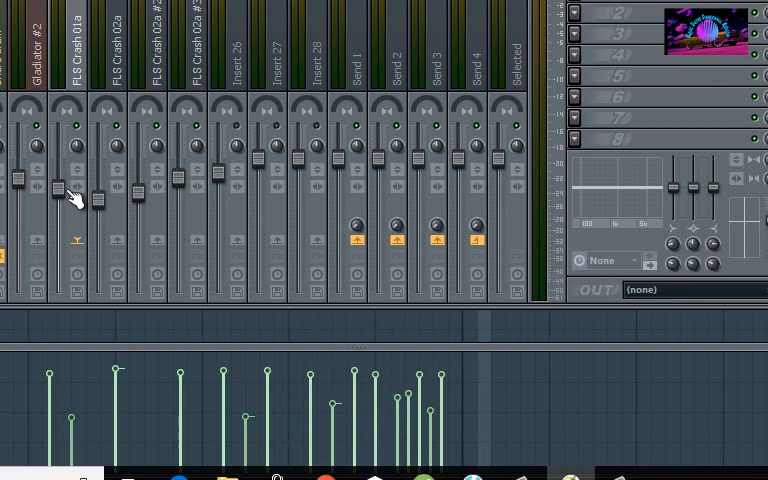 Gladiator #2
FLS Crash 01a
FLS Crash 02a
FLS Crash 02a #2
FLS Crash 02a #3
Insert 26
Insert 27
Insert 28
Send 1
Send 2
Send 3
Send 4
Selected
2
3
4
5
6
7
8
100 1k 5k
None
OUT
(none)